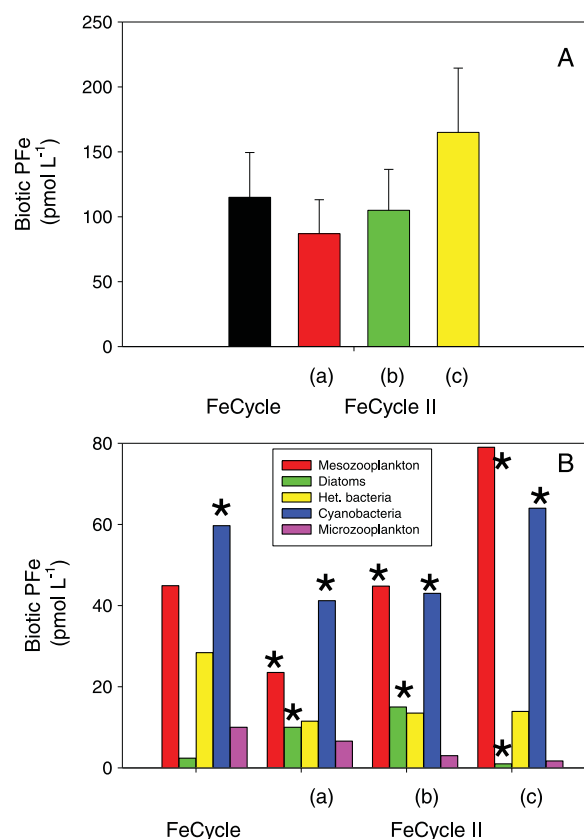 A
Biotic PFe
(pmol L-1)
250
200
150
100
50
0
(a)
(b)
(c)
FeCycle
FeCycle II
B
Biotic PFe
(pmol L-1)
80
60
40
20
0
Mesozooplankton
Diatoms
Het. bacteria
Cyanobacteria
Microzooplankton
*
*
*
*
*
*
*
*
*
*
(a)
(b)
(c)
FeCycle
FeCycle II